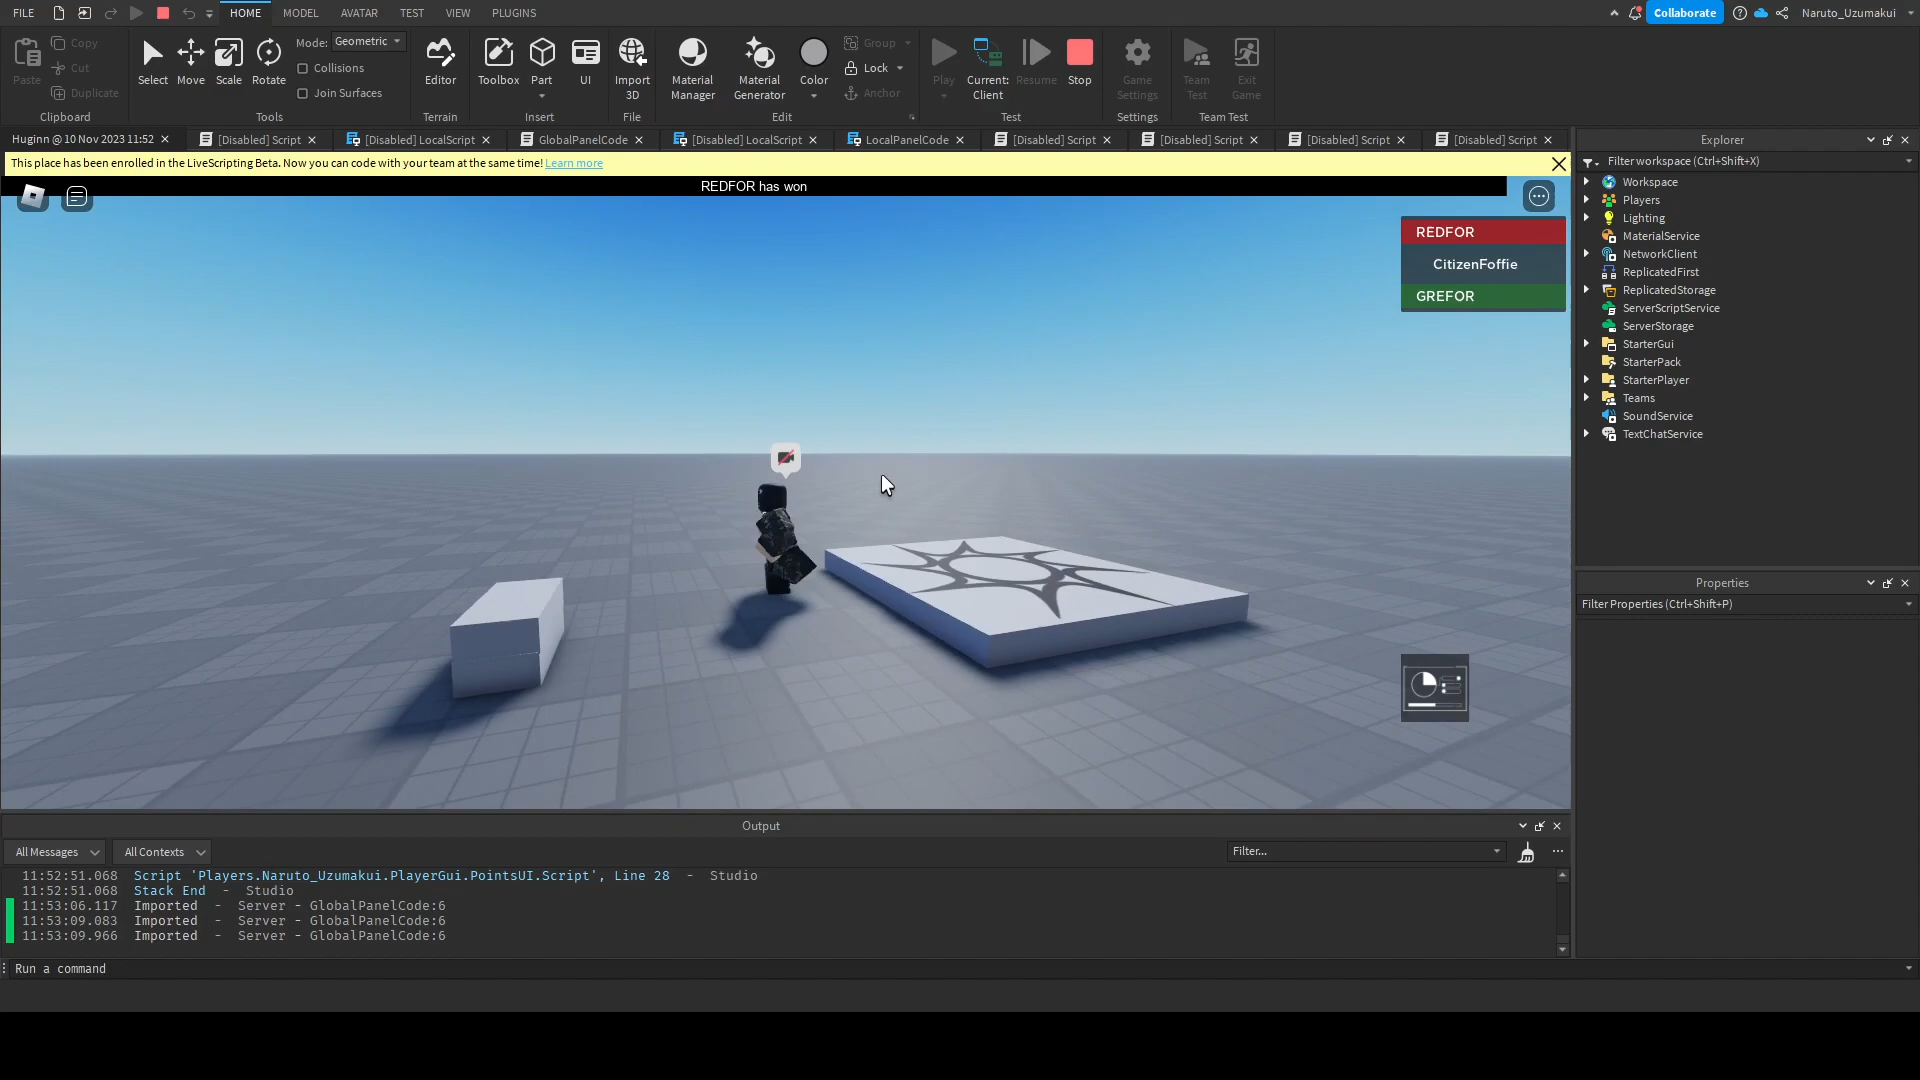 FILE HOME MODEL AVATAR TEST VIEW PLUGINS Collaborate Naruto_Uzumakui
Paste Copy Cut Duplicate Clipboard
Select Move Scale Rotate Mode: Geometric Collisions Join Surfaces Tools
Editor Terrain
Toolbox Part UI Insert
Import 3D File
Material Manager Material Generator Color Group Lock Anchor Edit
Play Current: Client Resume Stop Test
Game Settings Settings
Team Test Exit Game Team Test
Huginn @ 10 Nov 2023 11:52 [Disabled] Script [Disabled] LocalScript GlobalPanelCode [Disabled] LocalScript LocalPanelCode [Disabled] Script [Disabled] Script [Disabled] Script [Disabled] Script
This place has been enrolled in the LiveScripting Beta. Now you can code with your team at the same time! Learn more
REDFOR has won
REDFOR
CitizenFoffie
GREFOR
Explorer
Filter workspace (Ctrl+Shift+X)
Workspace
Players
Lighting
MaterialService
NetworkClient
ReplicatedFirst
ReplicatedStorage
ServerScriptService
ServerStorage
StarterGui
StarterPack
StarterPlayer
Teams
SoundService
TextChatService
Properties
Filter Properties (Ctrl+Shift+P)
Output
All Messages All Contexts Filter...
11:52:51.068 Script 'Players.Naruto_Uzumakui.PlayerGui.PointsUI.Script', Line 28 - Studio
11:52:51.068 Stack End - Studio
11:53:06.117 Imported - Server - GlobalPanelCode:6
11:53:09.083 Imported - Server - GlobalPanelCode:6
11:53:09.966 Imported - Server - GlobalPanelCode:6
Run a command